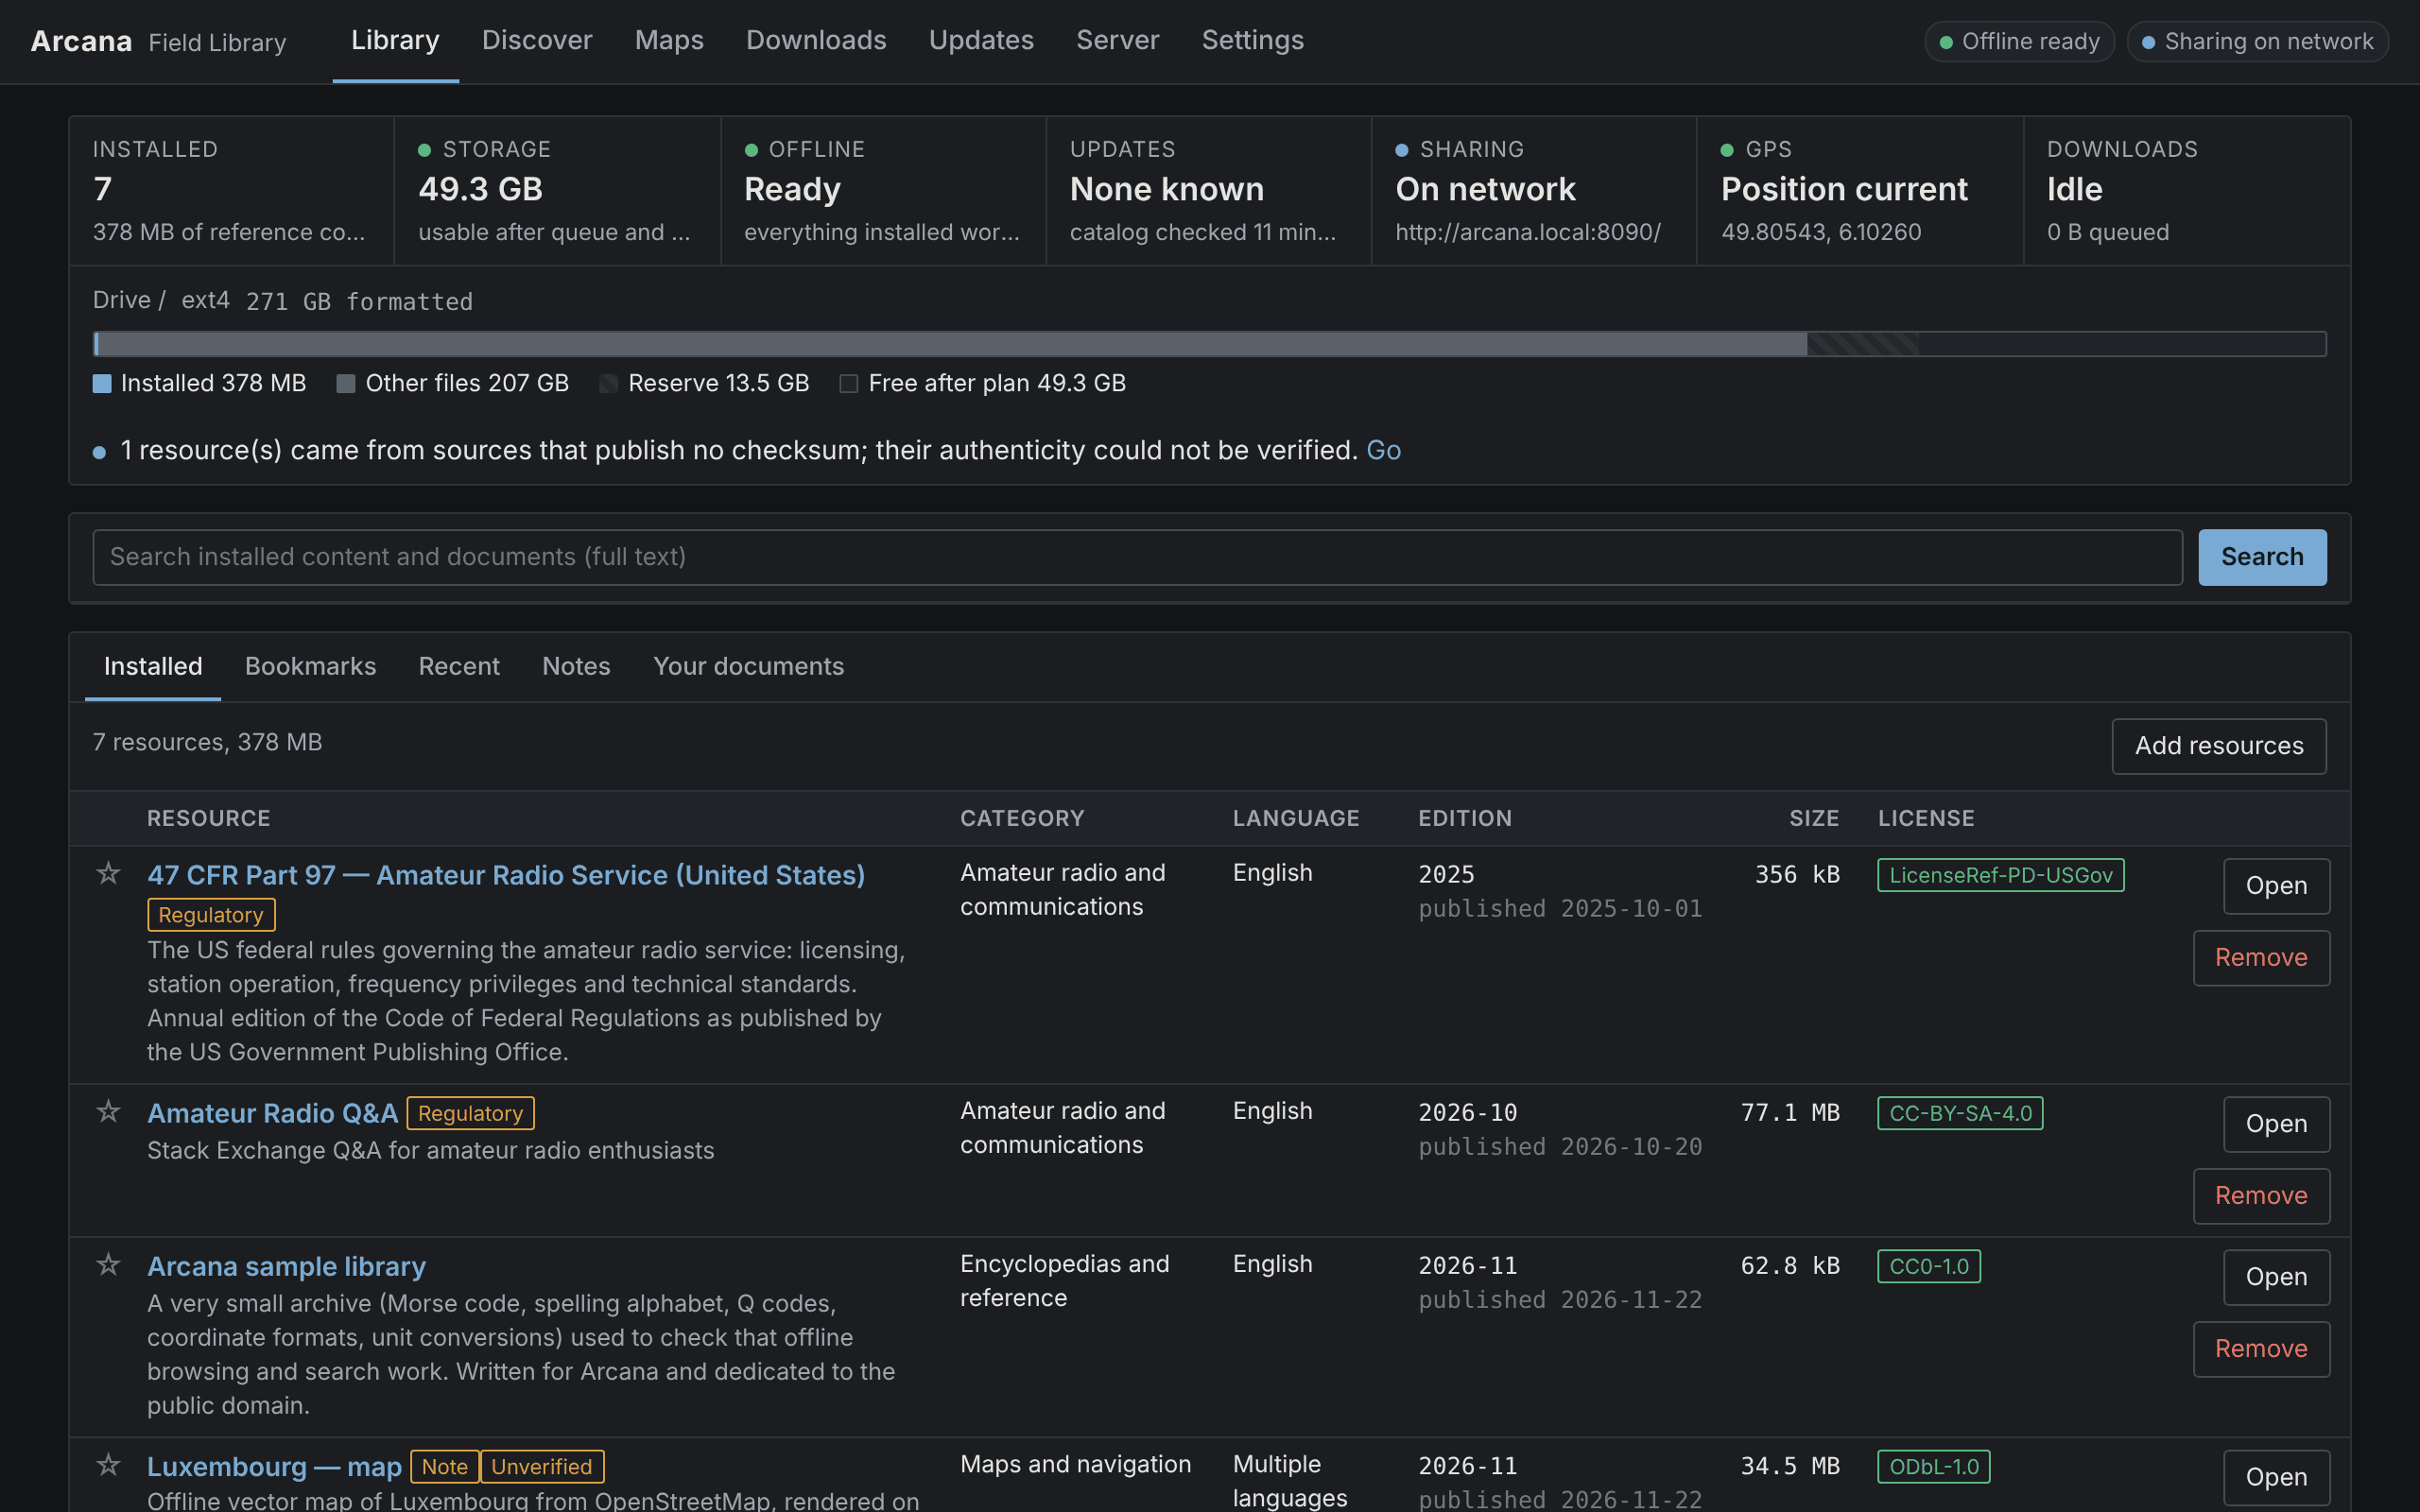 Arcana Field Library Library Discover Maps Downloads Updates Server Settings Offline ready Sharing on network
INSTALLED
7
378 MB of reference co...
STORAGE
49.3 GB
usable after queue and ...
OFFLINE
Ready
everything installed wor...
UPDATES
None known
catalog checked 11 min...
SHARING
On network
http://arcana.local:8090/
GPS
Position current
49.80543, 6.10260
DOWNLOADS
Idle
0 B queued
Drive / ext4 271 GB formatted
Installed 378 MB Other files 207 GB Reserve 13.5 GB Free after plan 49.3 GB
1 resource(s) came from sources that publish no checksum; their authenticity could not be verified. Go
Search installed content and documents (full text) Search
Installed Bookmarks Recent Notes Your documents
7 resources, 378 MB Add resources
RESOURCE CATEGORY LANGUAGE EDITION SIZE LICENSE
47 CFR Part 97 — Amateur Radio Service (United States)
Regulatory
The US federal rules governing the amateur radio service: licensing,
station operation, frequency privileges and technical standards.
Annual edition of the Code of Federal Regulations as published by
the US Government Publishing Office.
Amateur radio and
communications
English
2025
published 2025-10-01
356 kB
LicenseRef-PD-USGov
Open
Remove
Amateur Radio Q&A Regulatory
Stack Exchange Q&A for amateur radio enthusiasts
Amateur radio and
communications
English
2026-10
published 2026-10-20
77.1 MB
CC-BY-SA-4.0
Open
Remove
Arcana sample library
A very small archive (Morse code, spelling alphabet, Q codes,
coordinate formats, unit conversions) used to check that offline
browsing and search work. Written for Arcana and dedicated to the
public domain.
Encyclopedias and
reference
English
2026-11
published 2026-11-22
62.8 kB
CC0-1.0
Open
Remove
Luxembourg — map Note Unverified
Offline vector map of Luxembourg from OpenStreetMap, rendered on
Maps and navigation
Multiple
languages
2026-11
published 2026-11-22
34.5 MB
ODbL-1.0
Open